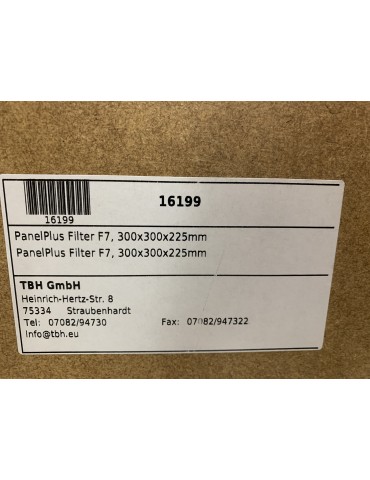 16199
16199
PanelPlus Filter F7, 300x300x225mm
PanelPlus Filter F7, 300x300x225mm
TBH GmbH
Heinrich-Hertz-Str. 8
75334 Straubenhardt
Tel: 07082/94730 Fax: 07082/947322
info@tbh.eu